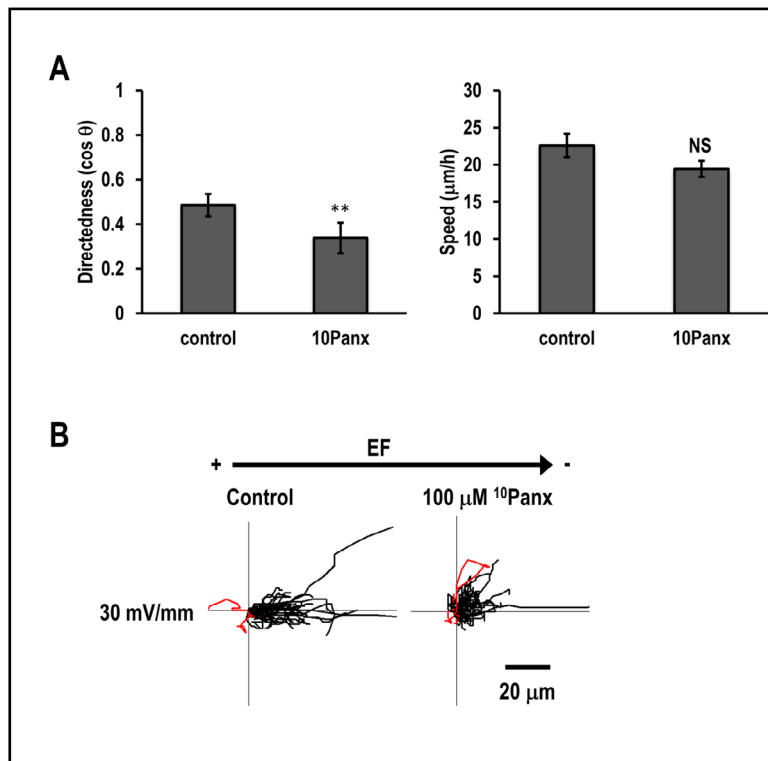 A
Directedness (cos θ)
1
0.8
0.6
0.4
0.2
0
**
control
10Panx
Speed (μm/h)
30
25
20
15
10
5
0
NS
control
10Panx
B
EF
+
-
Control
100 μM ¹⁰Panx
30 mV/mm
20 μm